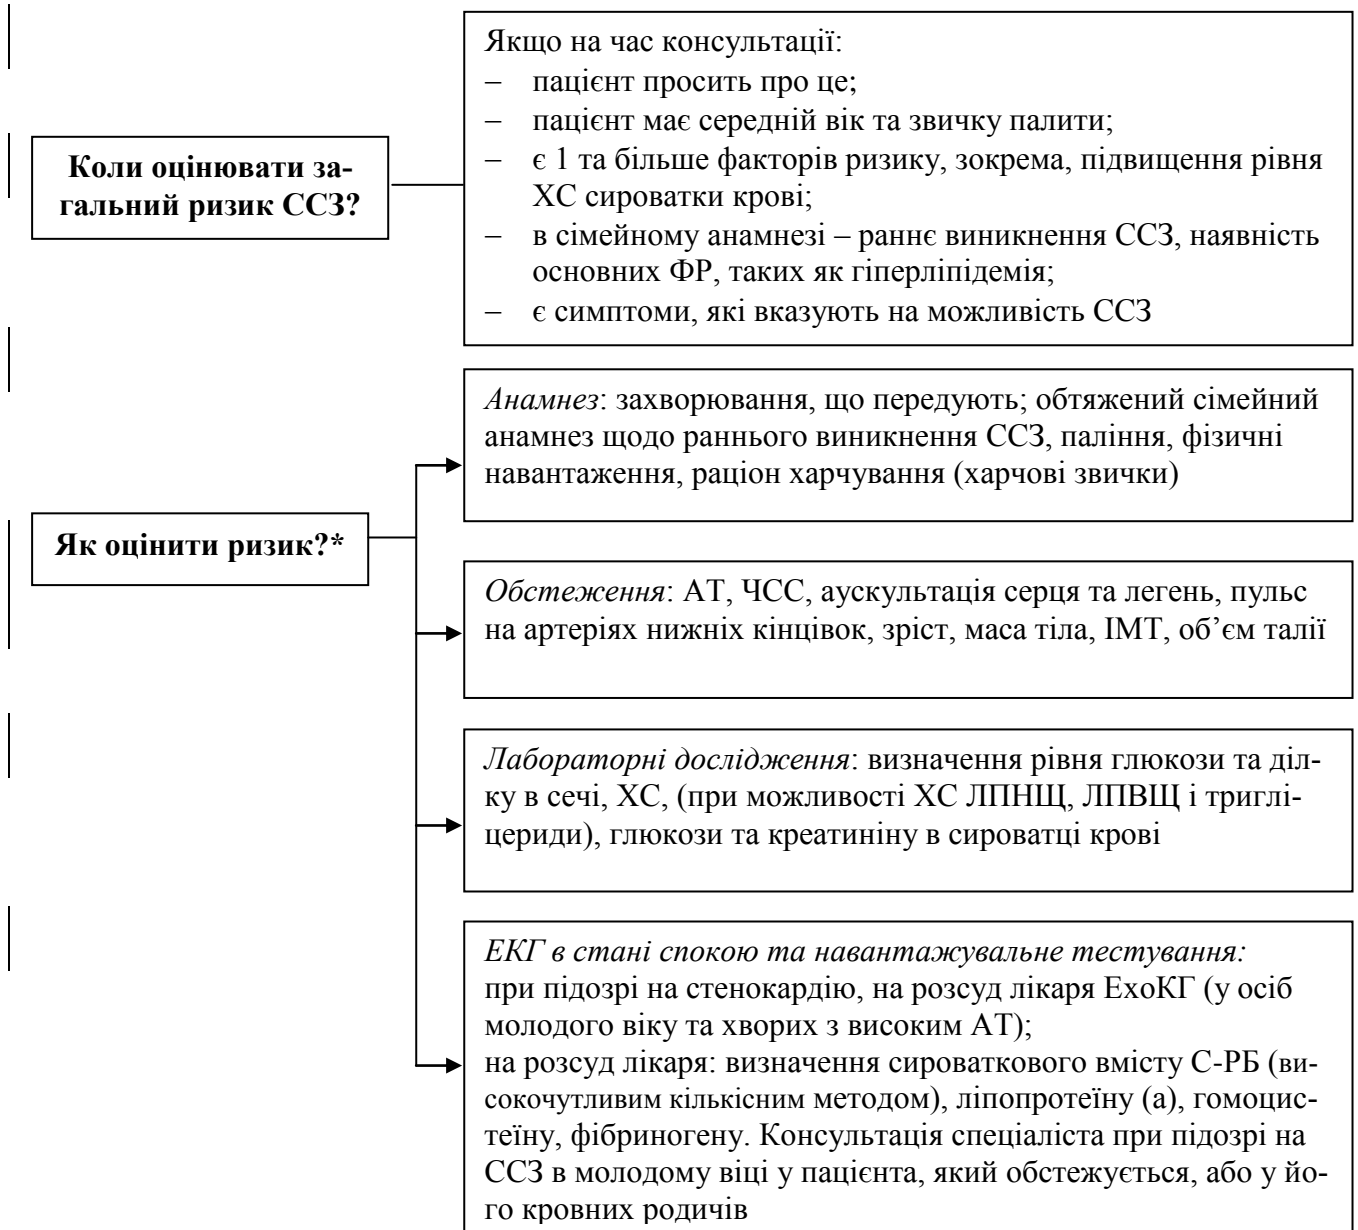 Коли оцінювати за-
гальний ризик ССЗ?
Якщо на час консультації:
– пацієнт просить про це;
– пацієнт має середній вік та звичку палити;
– є 1 та більше факторів ризику, зокрема, підвищення рівня
ХС сироватки крові;
– в сімейному анамнезі – раннє виникнення ССЗ, наявність
основних ФР, таких як гіперліпідемія;
– є симптоми, які вказують на можливість ССЗ
Як оцінити ризик?*
Анамнез: захворювання, що передують; обтяжений сімейний
анамнез щодо раннього виникнення ССЗ, паління, фізичні
навантаження, раціон харчування (харчові звички)
Обстеження: АТ, ЧСС, аускультація серця та легень, пульс
на артеріях нижніх кінцівок, зріст, маса тіла, ІМТ, об’єм талії
Лабораторні дослідження: визначення рівня глюкози та діл-
ку в сечі, ХС, (при можливості ХС ЛПНЩ, ЛПВЩ і триглі-
цериди), глюкози та креатиніну в сироватці крові
ЕКГ в стані спокою та навантажувальне тестування:
при підозрі на стенокардію, на розсуд лікаря ЕхоКГ (у осіб
молодого віку та хворих з високим АТ);
на розсуд лікаря: визначення сироваткового вмісту С-РБ (ви-
сокочутливим кількісним методом), ліпопротеїну (а), гомоцис-
теїну, фібриногену. Консультація спеціаліста при підозрі на
ССЗ в молодому віці у пацієнта, який обстежується, або у йо-
го кровних родичів